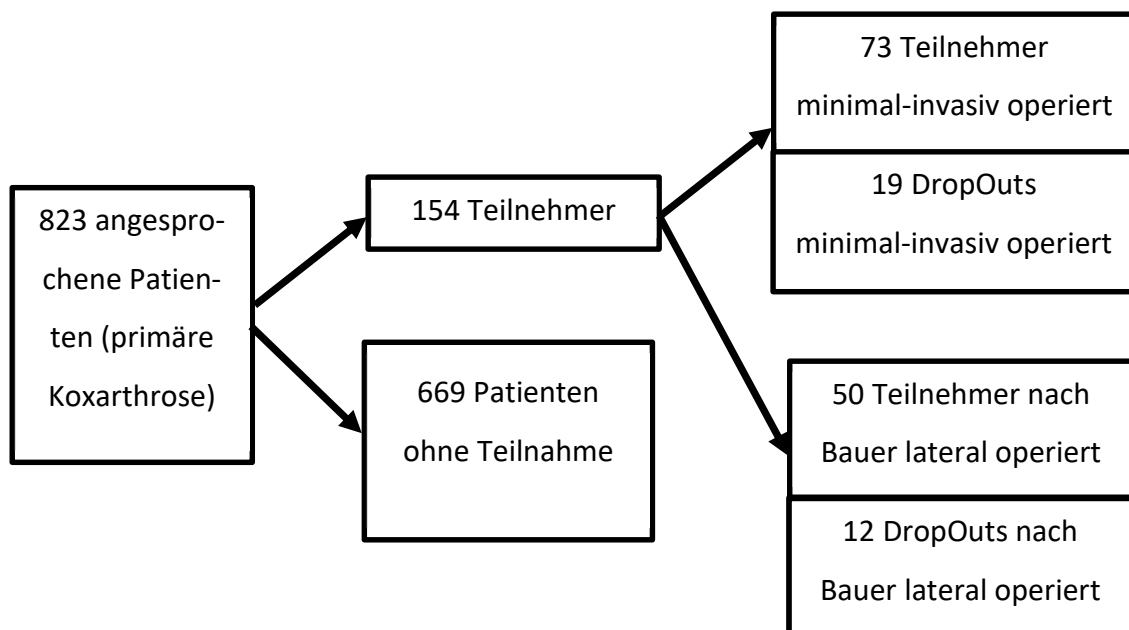 823 angespro-
chene Patien-
ten (primäre
Koxarthrose)
154 Teilnehmer
669 Patienten
ohne Teilnahme
73 Teilnehmer
minimal-invasiv operiert
19 DropOuts
minimal-invasiv operiert
50 Teilnehmer nach
Bauer lateral operiert
12 DropOuts nach
Bauer lateral operiert